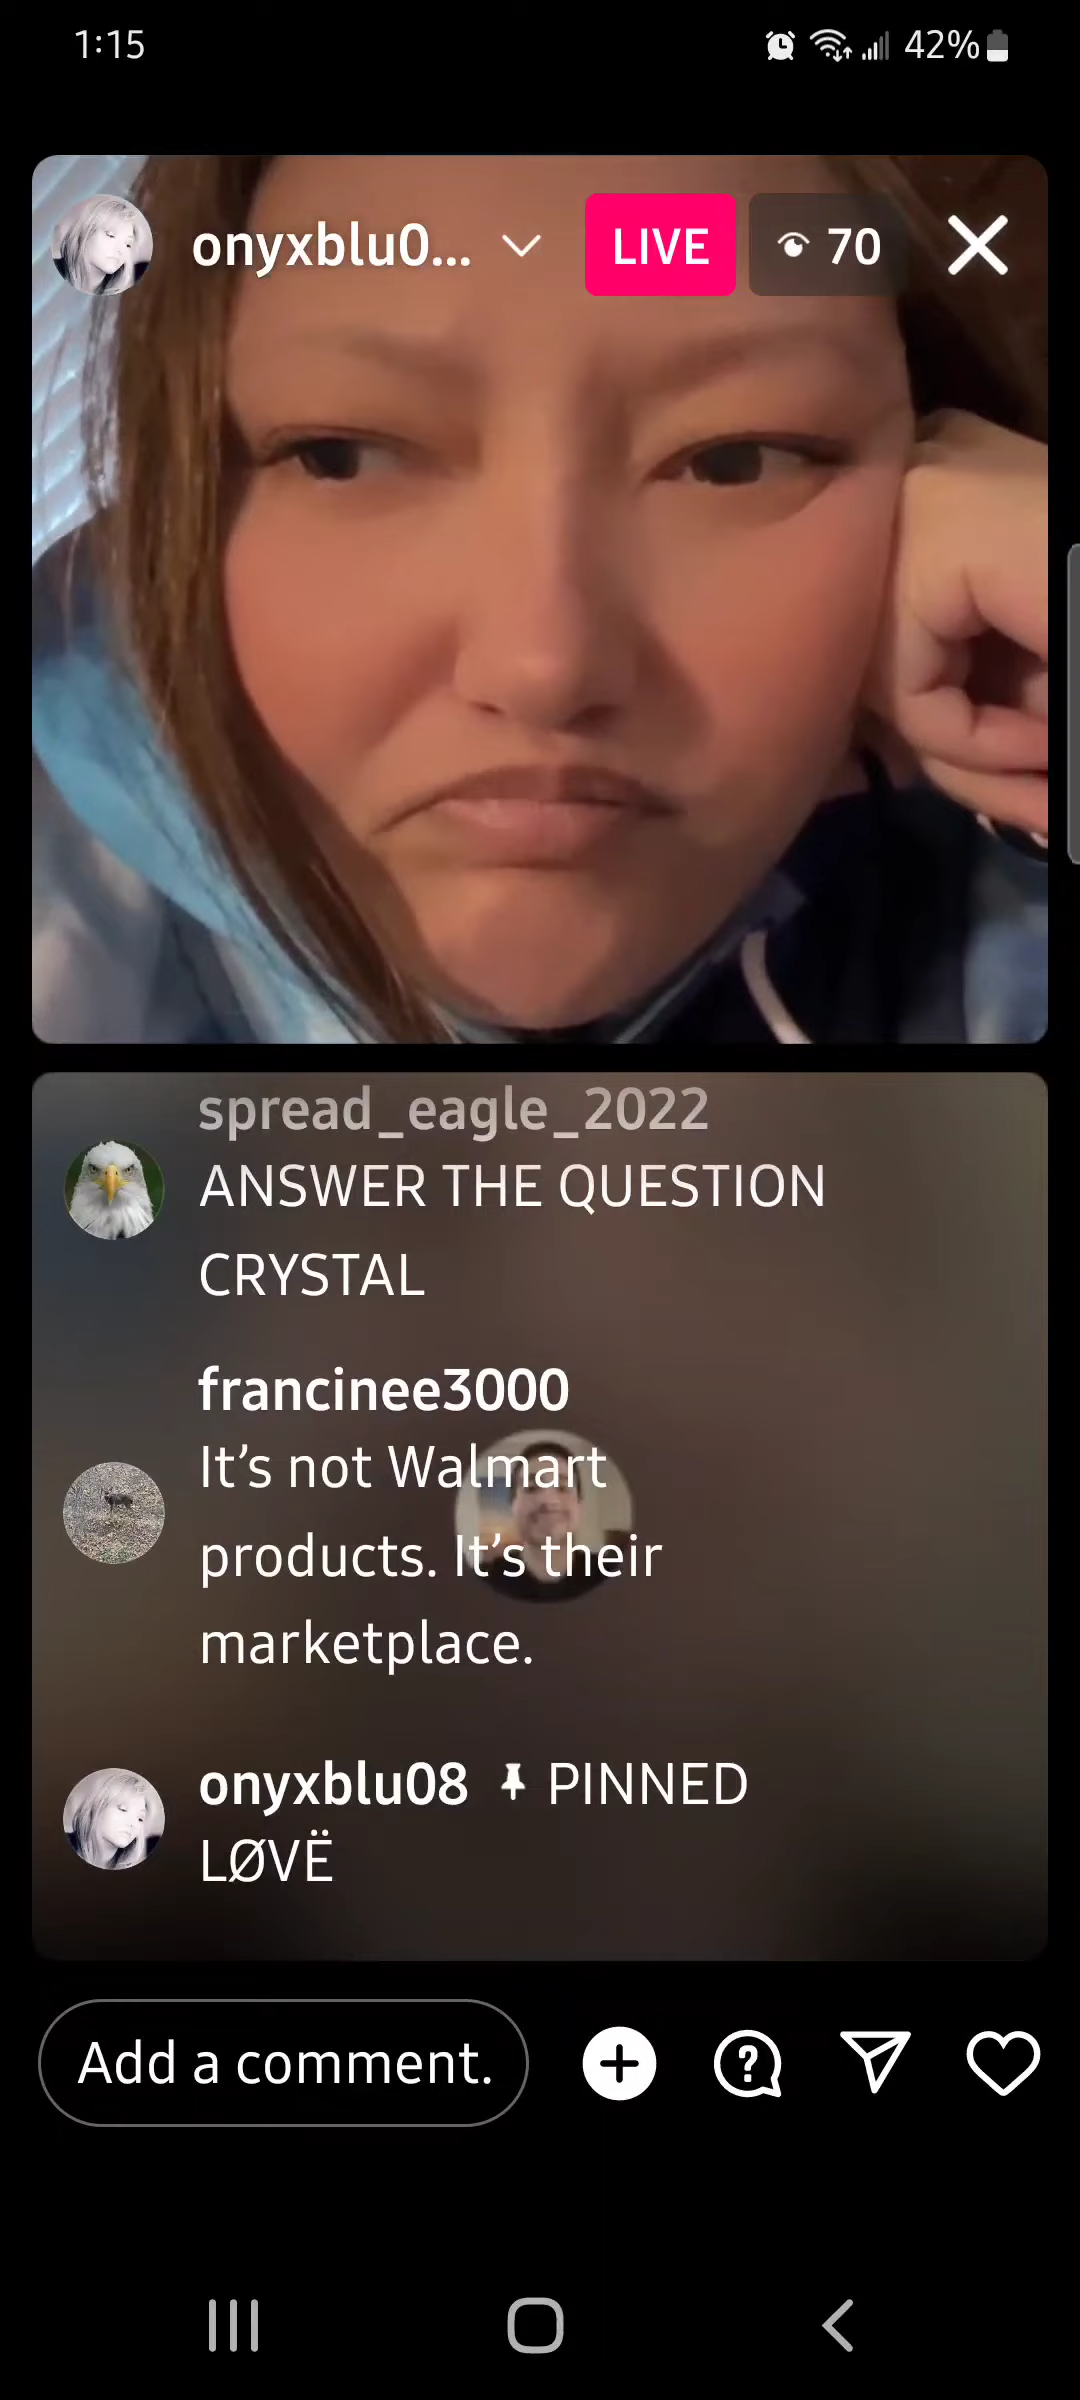 1:15
42%
onyxblu0...
LIVE
70
spread_eagle_2022
ANSWER THE QUESTION
CRYSTAL
francinee3000
It’s not Walmart
products. It’s their
marketplace.
onyxblu08 PINNED
LØVË
Add a comment.